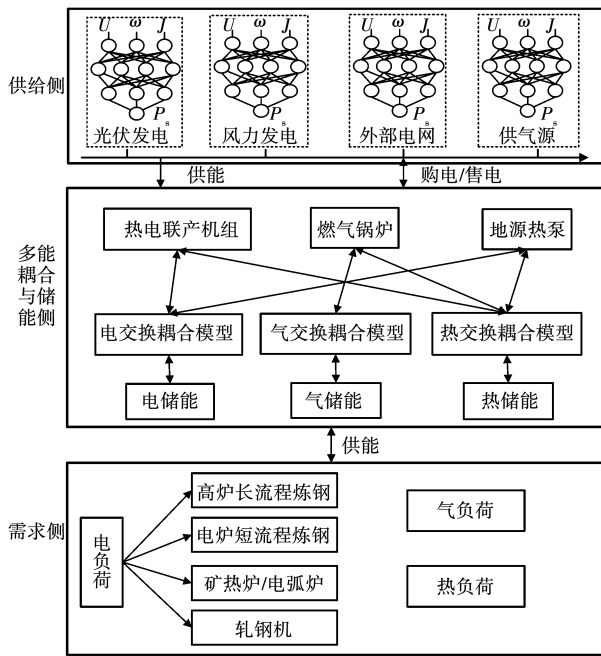 供给侧
U ω J
U ω J
U ω J
U ω J
Ps
Ps
Ps
Ps
光伏发电
风力发电
外部电网
供气源
供能
购电/售电
多能
耦合
与储
能侧
热电联产机组
燃气锅炉
地源热泵
电交换耦合模型
气交换耦合模型
热交换耦合模型
电储能
气储能
热储能
供能
需求侧
电
负
荷
高炉长流程炼钢
电炉短流程炼钢
矿热炉/电弧炉
轧钢机
气负荷
热负荷